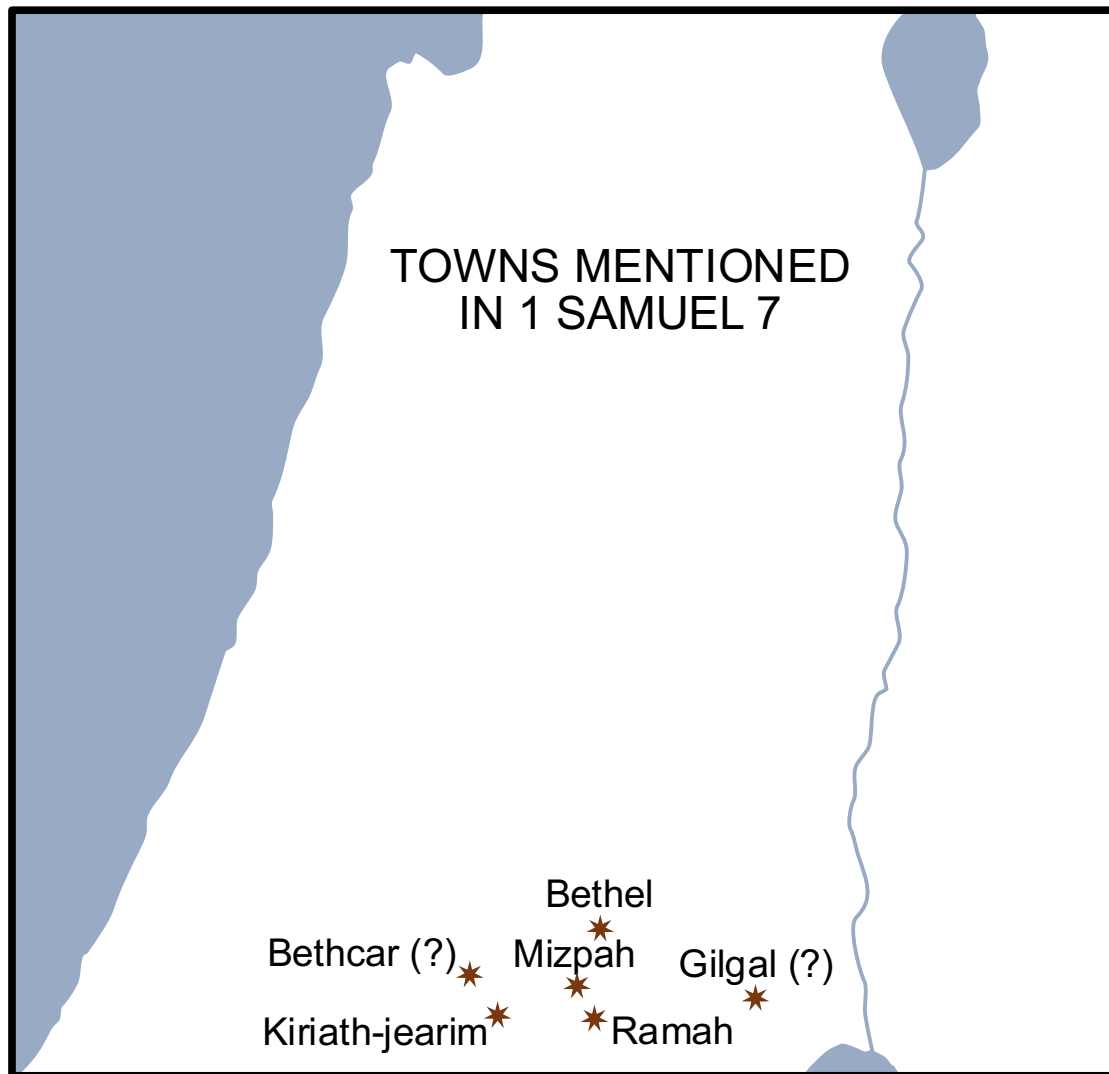 TOWNS MENTIONED
IN 1 SAMUEL 7
Bethel
Bethcar (?)
Mizpah
Gilgal (?)
Kiriath-jearim
Ramah